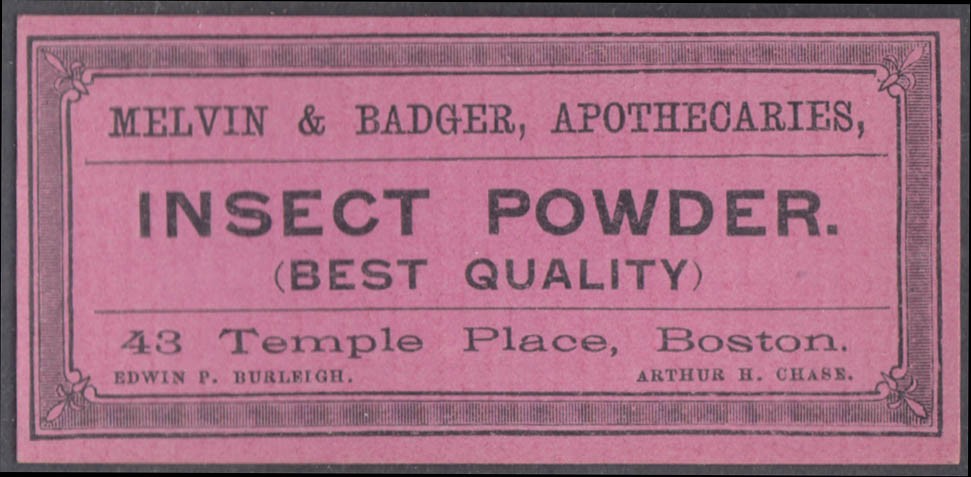 MELVIN & BADGER, APOTHECARIES,
INSECT POWDER.
(BEST QUALITY)
43 Temple Place, Boston.
EDWIN P. BURLEIGH. ARTHUR H. CHASE.